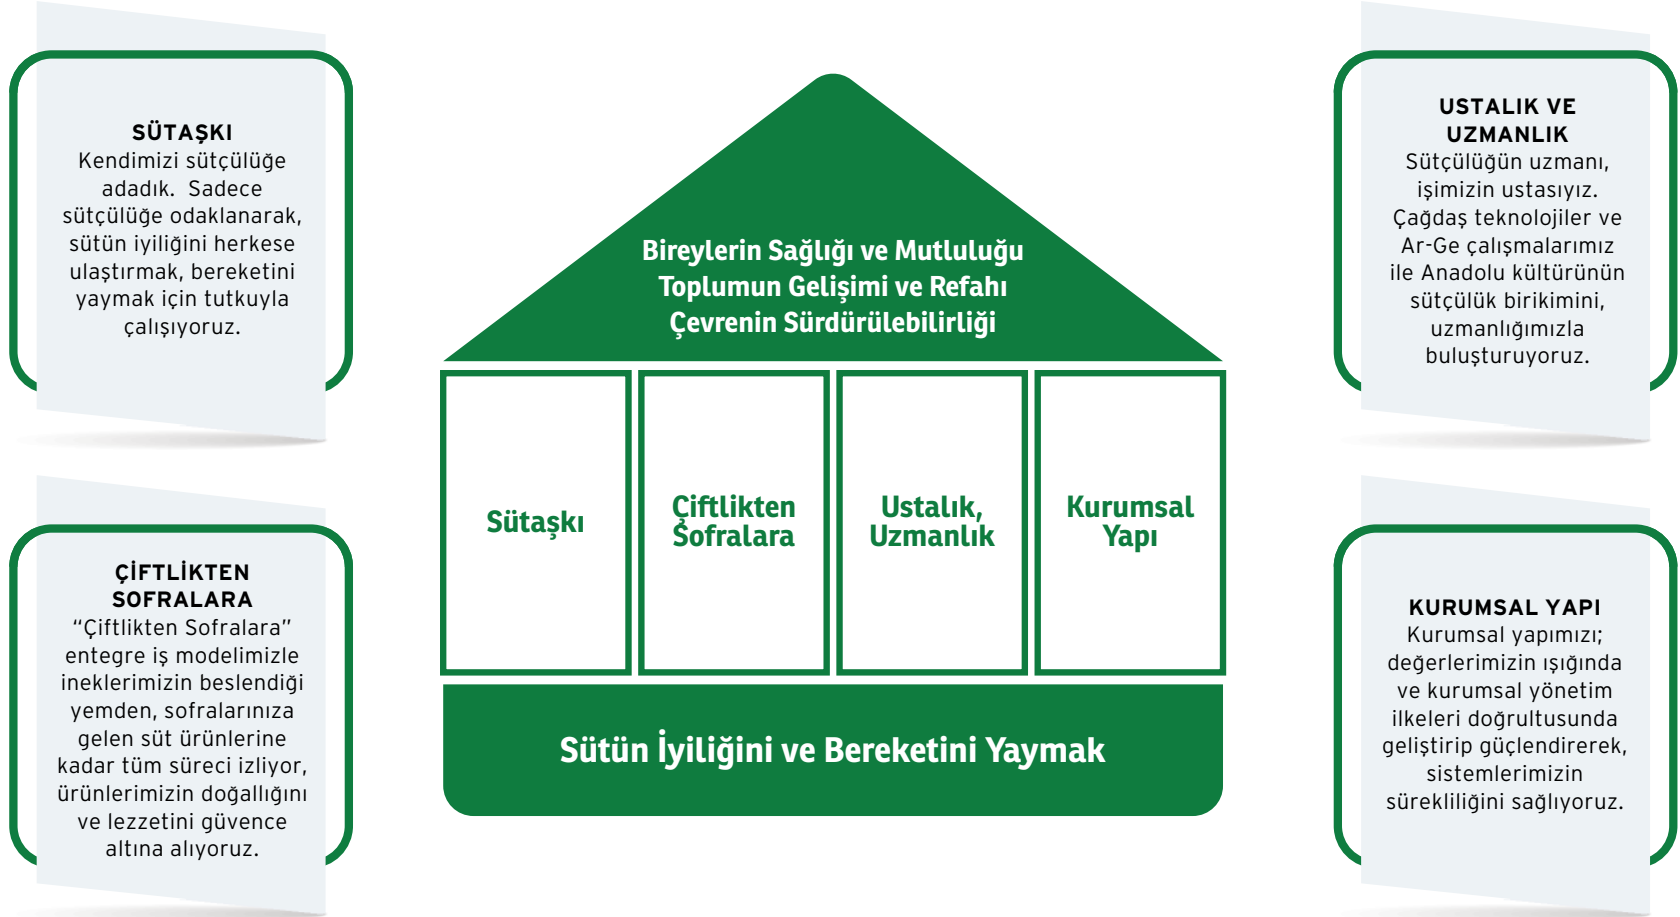 SÜTAŞKI
Kendimizi sütçülüğe
adadık. Sadece
sütçülüğe odaklanarak,
sütün iyiliğini herkese
ulaştırmak, bereketini
yaymak için tutkuyla
çalışıyoruz.
ÇİFTLİKTEN
SOFRALARA
“Çiftlikten Sofralara”
entegre iş modelimizle
ineklerimizin beslendiği
yemden, sofralarınıza
gelen süt ürünlerine
kadar tüm süreci izliyor,
ürünlerimizin doğallığını
ve lezzetini güvence
altına alıyoruz.
Bireylerin Sağlığı ve Mutluluğu
Toplumun Gelişimi ve Refahı
Çevrenin Sürdürülebilirliği
Sütaşkı
Çiftlikten
Sofralara
Ustalık,
Uzmanlık
Kurumsal
Yapı
Sütün İyiliğini ve Bereketini Yaymak
USTALIK VE
UZMANLIK
Sütçülüğün uzmanı,
işimizin ustasıyız.
Çağdaş teknolojiler ve
Ar-Ge çalışmalarımız
ile Anadolu kültürünün
sütçülük birikimini,
uzmanlığımızla
buluşturuyoruz.
KURUMSAL YAPI
Kurumsal yapımızı;
değerlerimizin ışığında
ve kurumsal yönetim
ilkeleri doğrultusunda
geliştirip güçlendirerek,
sistemlerimizin
sürekliliğini sağlıyoruz.